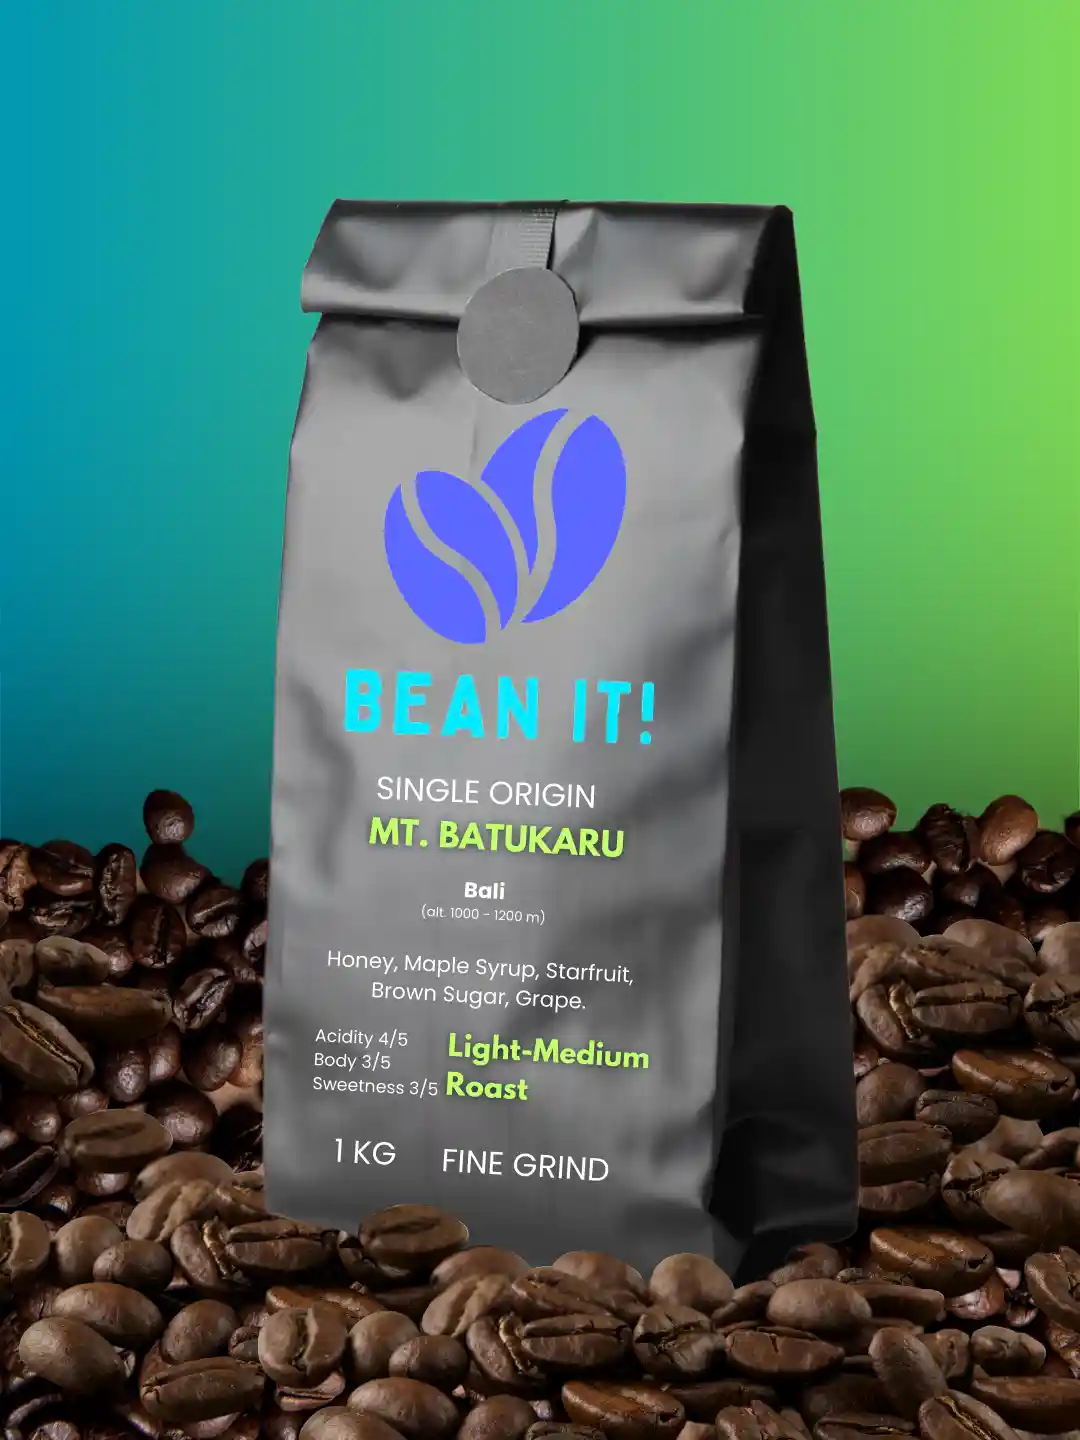 BEAN IT!
SINGLE ORIGIN
MT. BATUKARU
Bali
(alt. 1000 - 1200 m)
Honey, Maple Syrup, Starfruit,
Brown Sugar, Grape.
Acidity 4/5
Body 3/5
Sweetness 3/5
Light-Medium
Roast
1 KG
FINE GRIND